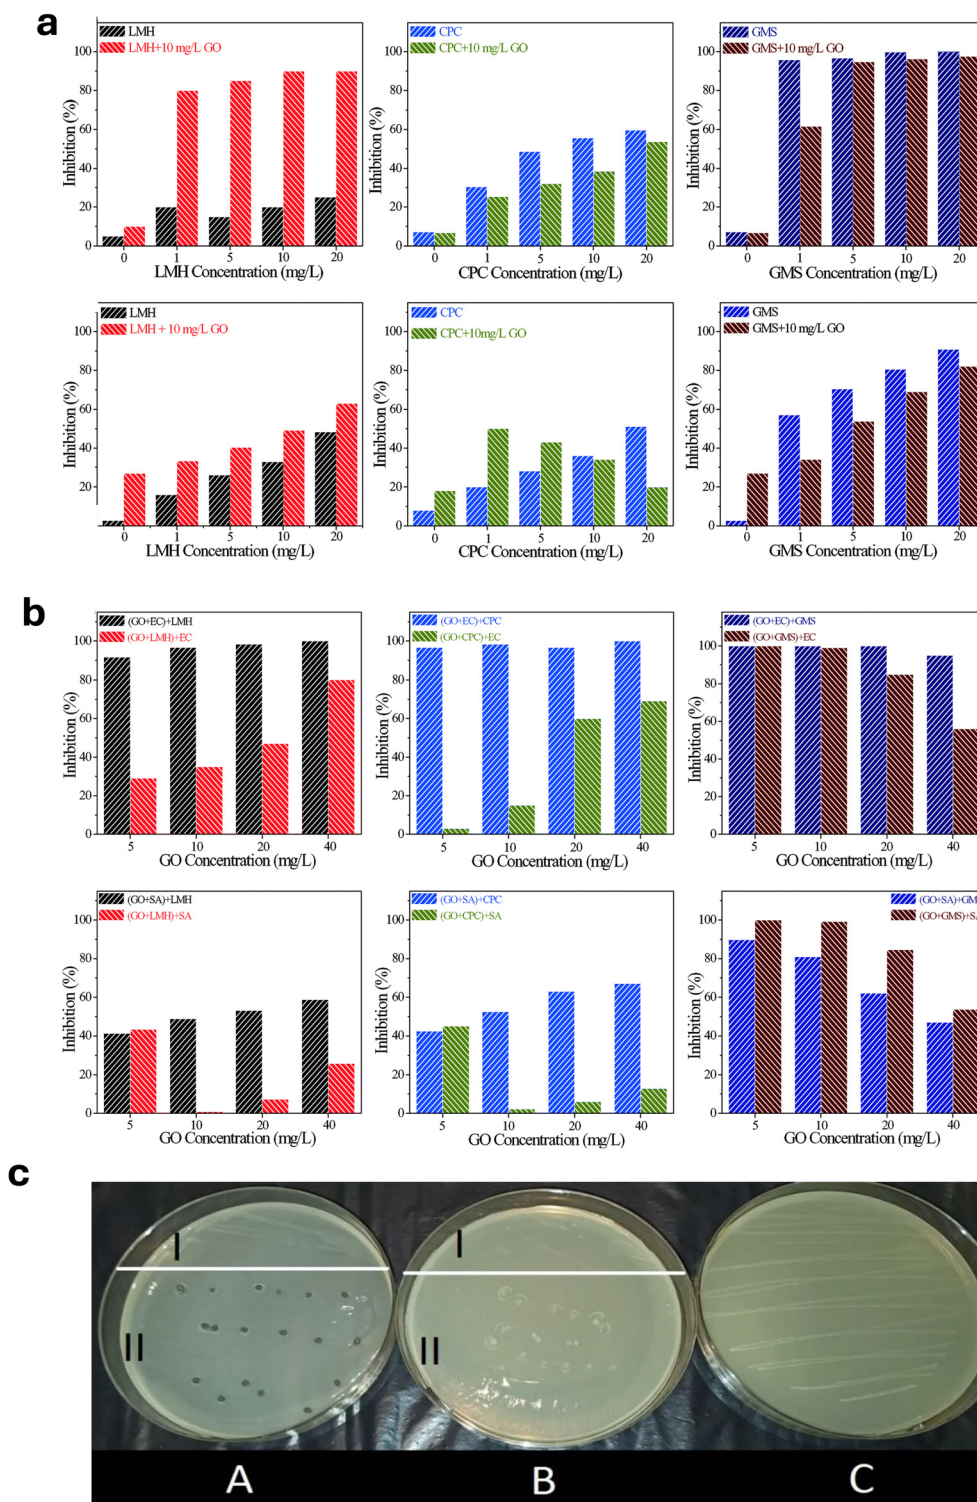 a
LMH
LMH+10 mg/L GO
Inhibition (%)
100
80
60
40
20
0
0 1 5 10 20
LMH Concentration (mg/L)
CPC
CPC+10 mg/L GO
Inhibition (%)
100
80
60
40
20
0
0 1 5 10 20
CPC Concentration (mg/L)
GMS
GMS+10 mg/L GO
Inhibition (%)
100
80
60
40
20
0
0 1 5 10 20
GMS Concentration (mg/L)
LMH
LMH + 10 mg/L GO
Inhibition (%)
100
80
60
40
20
0
0 1 5 10 20
LMH Concentration (mg/L)
CPC
CPC+10mg/L GO
Inhibition (%)
100
80
60
40
20
0
0 1 5 10 20
CPC Concentration (mg/L)
GMS
GMS+10 mg/L GO
Inhibition (%)
100
80
60
40
20
0
0 1 5 10 20
GMS Concentration (mg/L)
b
(GO+EC)+LMH
(GO+LMH)+EC
Inhibition (%)
100
80
60
40
20
0
5 10 20 40
GO Concentration (mg/L)
(GO+EC)+CPC
(GO+CPC)+EC
Inhibition (%)
100
80
60
40
20
0
5 10 20 40
GO Concentration (mg/L)
(GO+EC)+GMS
(GO+GMS)+EC
Inhibition (%)
100
80
60
40
20
0
5 10 20 40
GO Concentration (mg/L)
(GO+SA)+LMH
(GO+LMH)+SA
Inhibition (%)
100
80
60
40
20
0
5 10 20 40
GO Concentration (mg/L)
(GO+SA)+CPC
(GO+CPC)+SA
Inhibition (%)
100
80
60
40
20
0
5 10 20 40
GO Concentration (mg/L)
(GO+SA)+GM
(GO+GMS)+SA
Inhibition (%)
100
80
60
40
20
0
5 10 20 40
GO Concentration (mg/L)
c
I
II
I
II
A B C